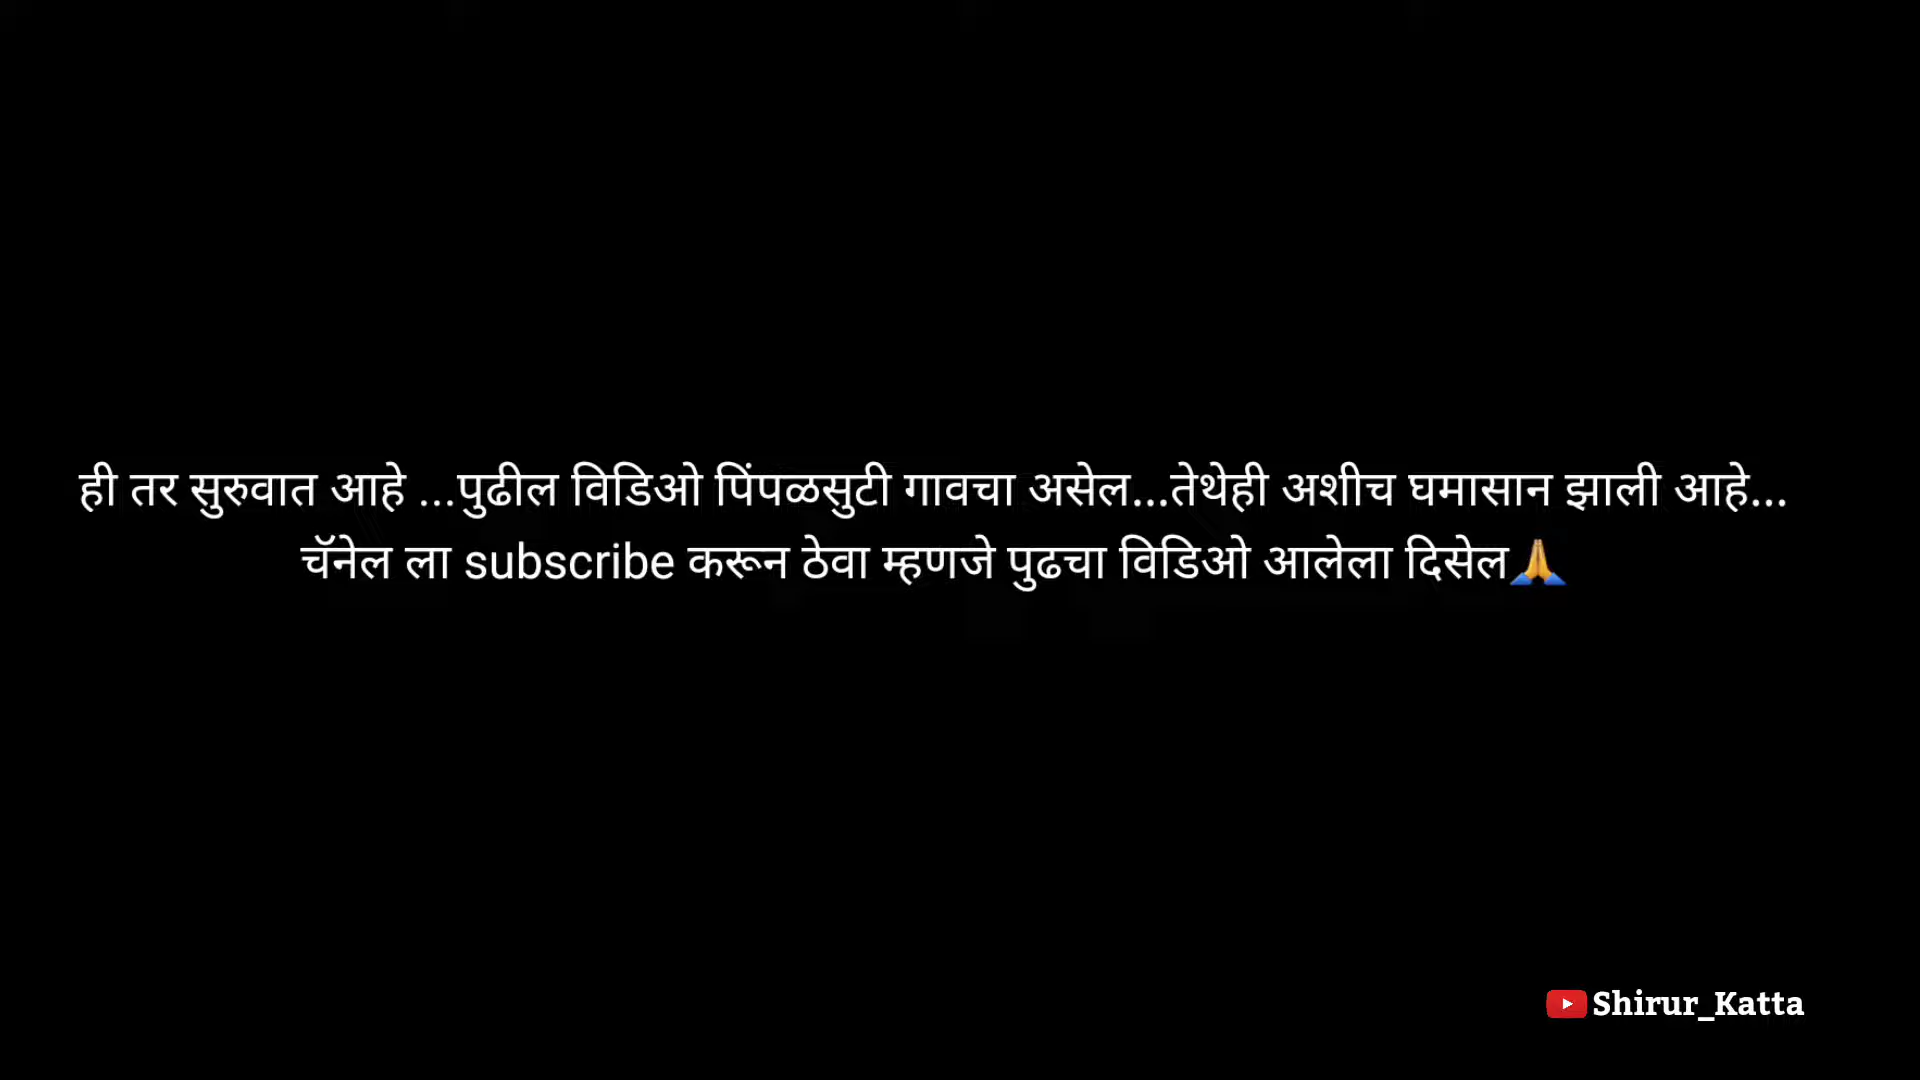 ही तर सुरुवात आहे ...पुढील विडिओ पिंपळसुटी गावचा असेल...तेथेही अशीच घमासान झाली आहे...
चॅनेल ला subscribe करून ठेवा म्हणजे पुढचा विडिओ आलेला दिसेल🙏
Shirur_Katta